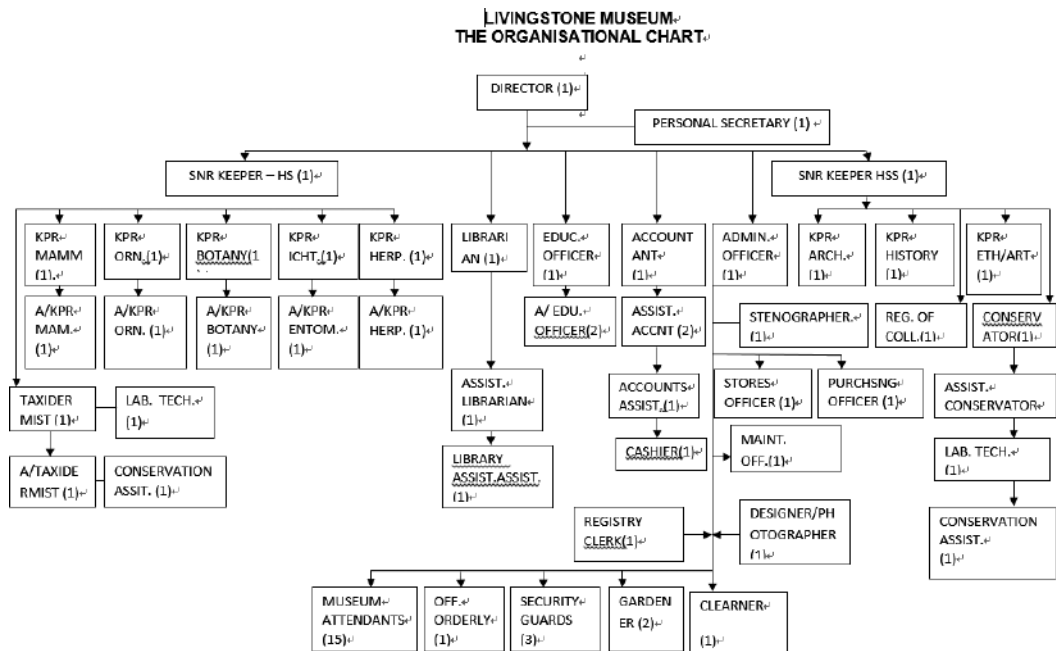 LIVINGSTONE MUSEUM
THE ORGANISATIONAL CHART
DIRECTOR (1)
PERSONAL SECRETARY (1)
SNR KEEPER – HS (1)
SNR KEEPER HSS (1)
KPR
MAMM
(1).
KPR
ORN.(1)
KPR
BOTANY(1
KPR
ICHT.(1)
KPR
HERP. (1)
LIBRARI
AN (1)
EDUC.
OFFICER
(1)
ACCOUNT
ANT (1)
ADMIN.
OFFICER
(1)
KPR
ARCH.
(1)
KPR
HISTORY
(1)
KPR
ETH/ART
(1)
A/KPR
MAM.
(1)
A/KPR
ORN. (1)
A/KPR
BOTANY
(1)
A/KPR
ENTOM.
(1)
A/KPR
HERP. (1)
A/ EDU.
OFFICER(2)
ASSIST.
ACCNT (2)
STENOGRAPHER.
(1)
REG. OF
COLL.(1)
CONSERV
ATOR(1)
TAXIDER
MIST (1)
LAB. TECH.
(1)
ASSIST.
LIBRARIAN
(1)
ACCOUNTS
ASSIST.(1)
STORES
OFFICER (1)
PURCHSNG
OFFICER (1)
ASSIST.
CONSERVATOR
A/TAXIDE
RMIST (1)
CONSERVATION
ASSIT. (1)
LIBRARY
ASSIST.ASSIST.
(1)
CASHIER(1)
MAINT.
OFF.(1)
LAB. TECH.
(1)
REGISTRY
CLERK(1)
DESIGNER/PH
OTOGRAPHER
(1)
CONSERVATION
ASSIST.
(1)
MUSEUM
ATTENDANTS
(15)
OFF.
ORDERLY
(1)
SECURITY
GUARDS
(3)
GARDEN
ER (2)
CLEARNER
(1)